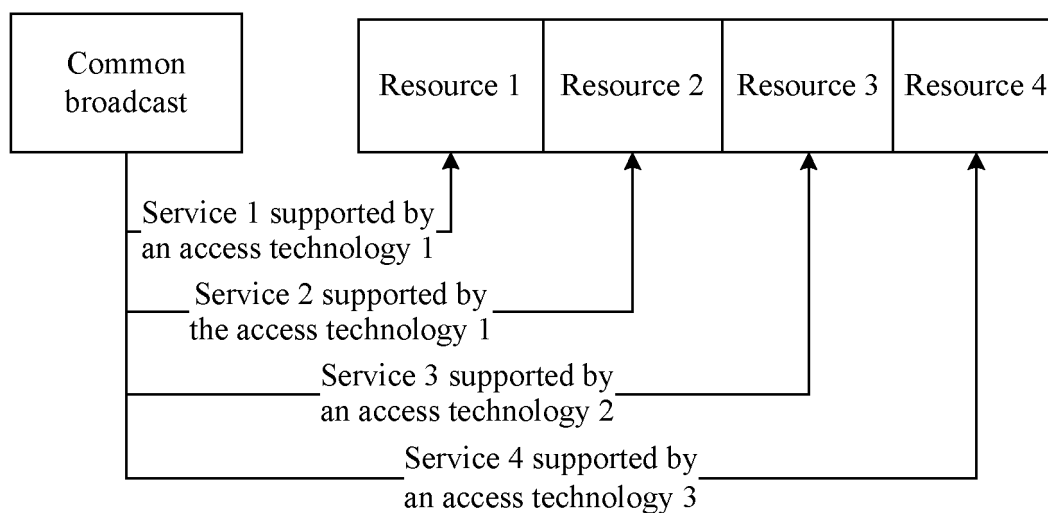 Common
broadcast
Resource 1
Resource 2
Resource 3
Resource 4
Service 1 supported by
an access technology 1
Service 2 supported by
the access technology 1
Service 3 supported by
an access technology 2
Service 4 supported by
an access technology 3